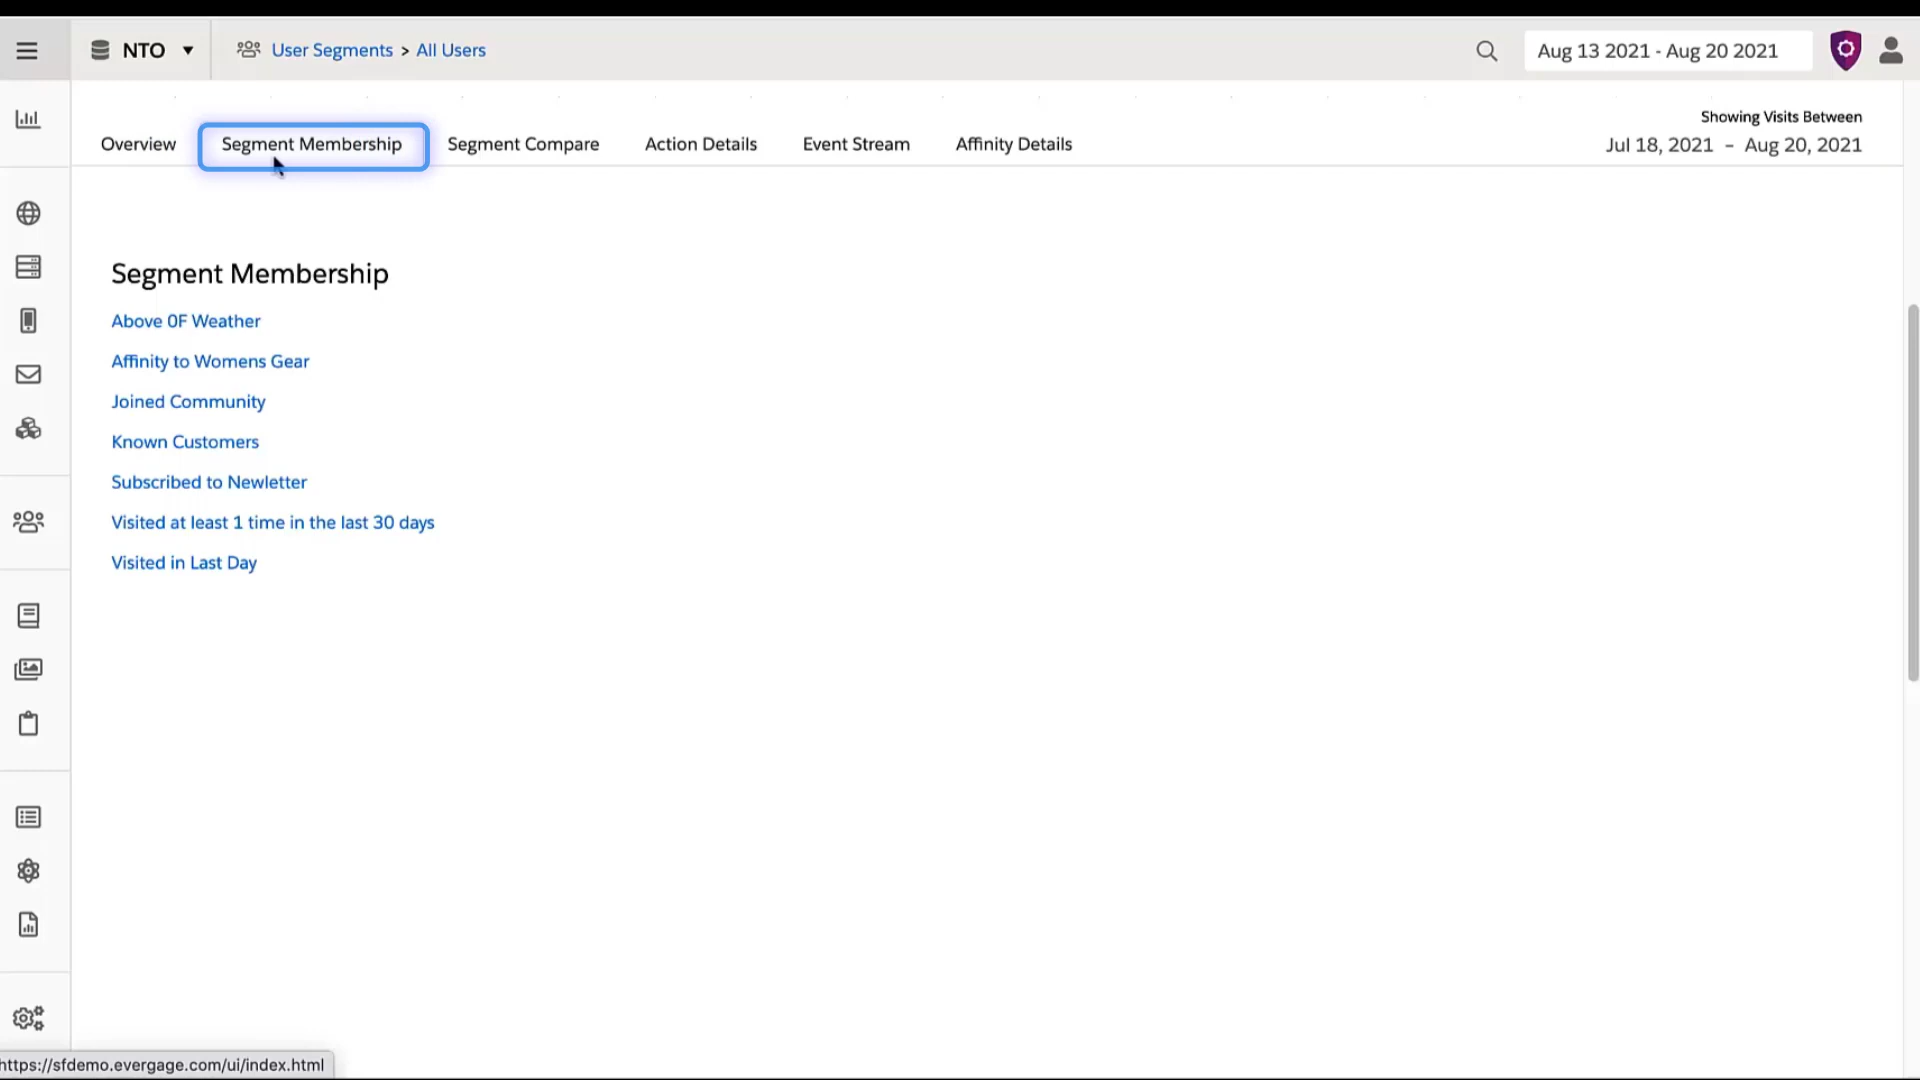 NTO
User Segments > All Users
Aug 13 2021 - Aug 20 2021
Showing Visits Between
Overview
Segment Membership
Segment Compare
Action Details
Event Stream
Affinity Details
Jul 18, 2021 – Aug 20, 2021
Segment Membership
Above 0F Weather
Affinity to Womens Gear
Joined Community
Known Customers
Subscribed to Newletter
Visited at least 1 time in the last 30 days
Visited in Last Day
https://sfdemo.evergage.com/ui/index.html